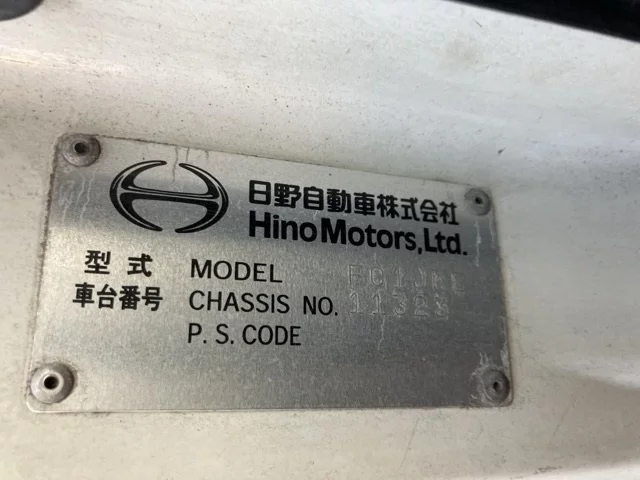 日野自動車株式会社
Hino Motors, Ltd.
型式 MODEL
車台番号 CHASSIS NO. 11323
P. S. CODE